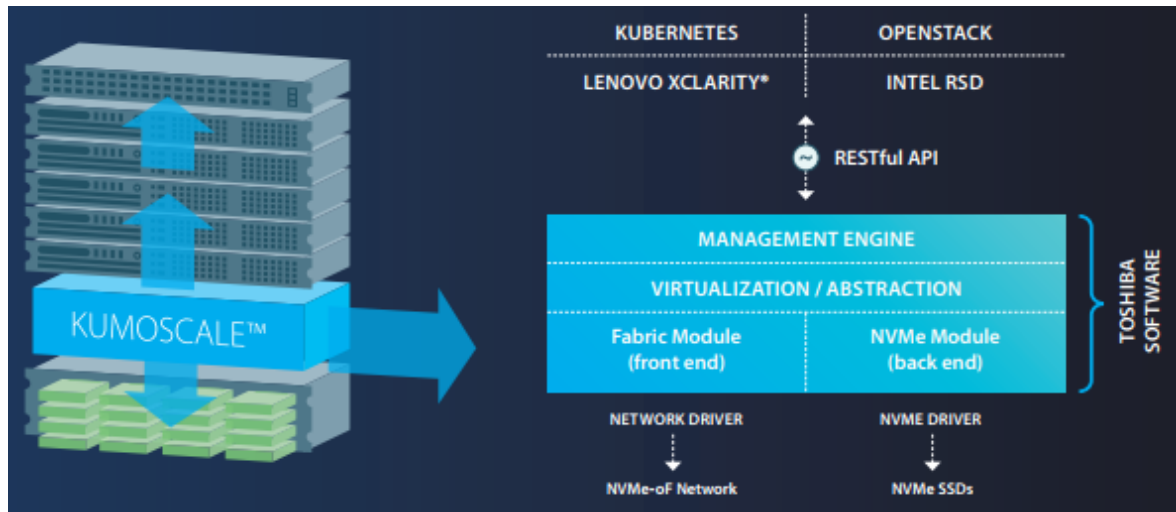 KUBERNETES
OPENSTACK
LENOVO XCLARITY®
INTEL RSD
~
RESTful API
MANAGEMENT ENGINE
VIRTUALIZATION / ABSTRACTION
Fabric Module
(front end)
NVMe Module
(back end)
TOSHIBA
SOFTWARE
KUMOSCALE™
NETWORK DRIVER
NVME DRIVER
NVMe-oF Network
NVMe SSDs